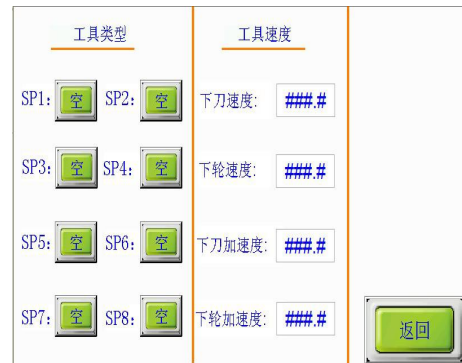 工具类型 工具速度
SP1: 空 SP2: 空 下刀速度: ###.#
SP3: 空 SP4: 空 下轮速度: ###.#
SP5: 空 SP6: 空 下刀加速度: ###.#
SP7: 空 SP8: 空 下轮加速度: ###.#
返回